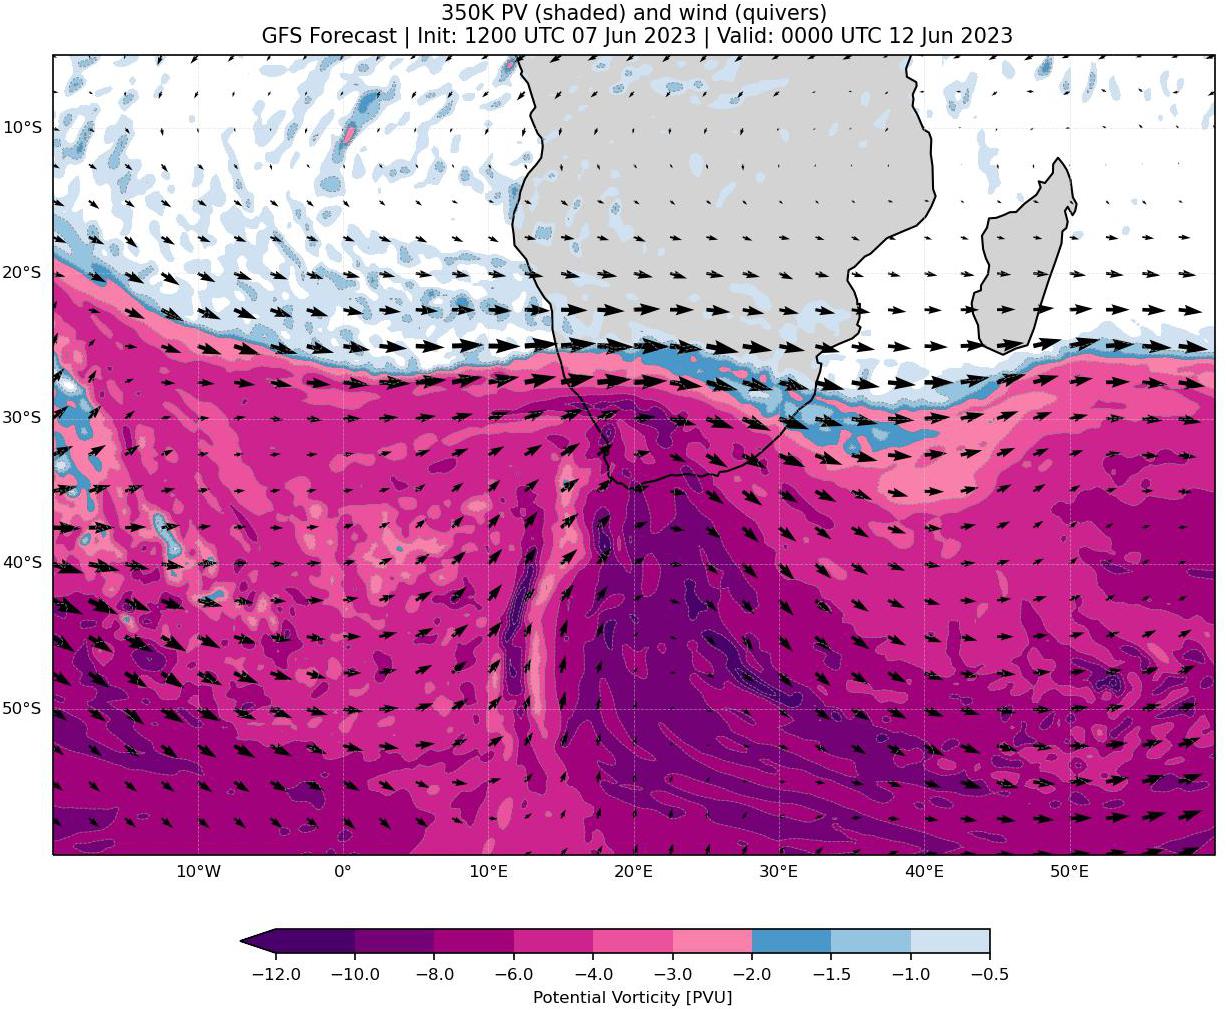 350K PV (shaded) and wind (quivers)
GFS Forecast | Init: 1200 UTC 07 Jun 2023 | Valid: 0000 UTC 12 Jun 2023
10°S
20°S
30°S
40°S
50°S
10°W 0° 10°E 20°E 30°E 40°E 50°E
−12.0 −10.0 −8.0 −6.0 −4.0 −3.0 −2.0 −1.5 −1.0 −0.5
Potential Vorticity [PVU]